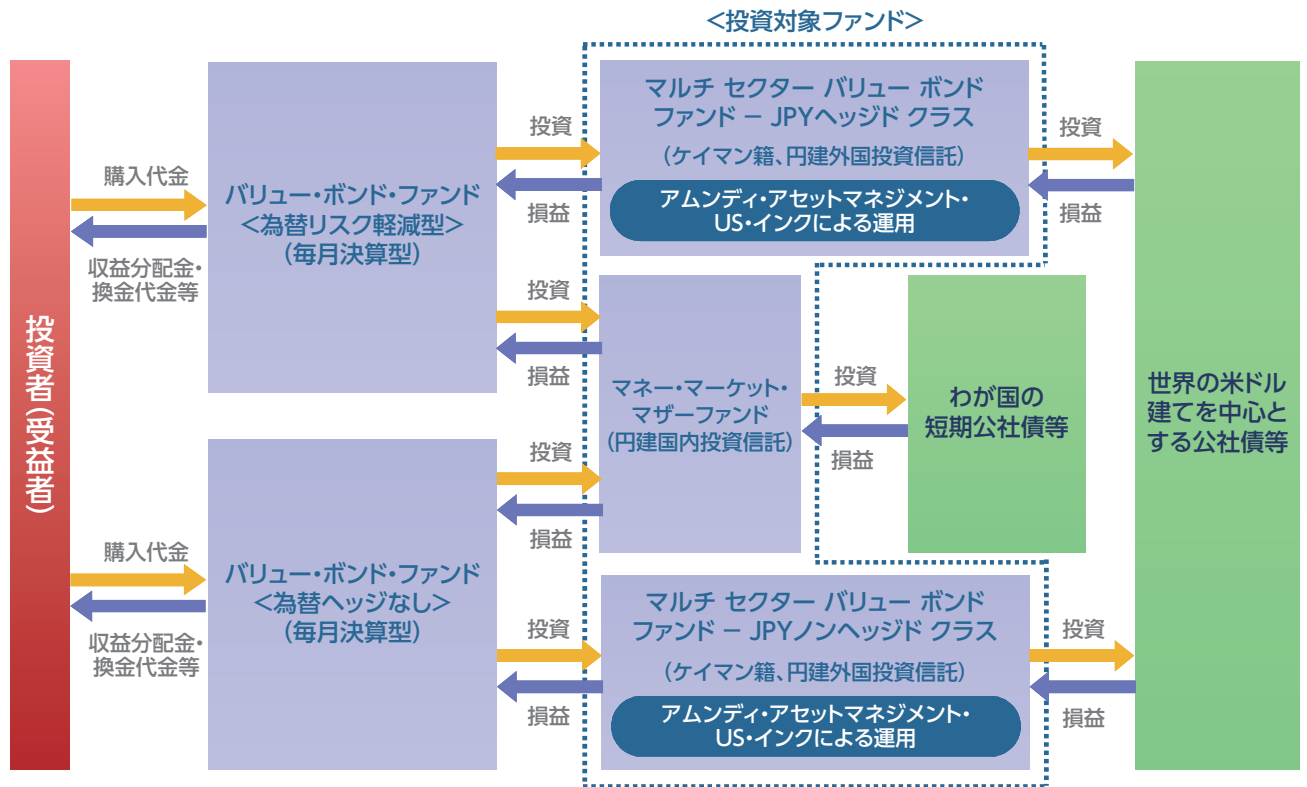 ＜投資対象ファンド＞
投資者（受益者）
購入代金
収益分配金・
換金代金等
バリュー・ボンド・ファンド
＜為替リスク軽減型＞
（毎月決算型）
投資
損益
マルチ セクター バリュー ボンド
ファンド － JPYヘッジド クラス
（ケイマン籍、円建外国投資信託）
アムンディ・アセットマネジメント・
US・インクによる運用
投資
損益
投資
損益
マネー・マーケット・
マザーファンド
（円建国内投資信託）
投資
損益
わが国の
短期公社債等
世界の米ドル
建てを中心と
する公社債等
投資
損益
購入代金
収益分配金・
換金代金等
バリュー・ボンド・ファンド
＜為替ヘッジなし＞
（毎月決算型）
投資
損益
マルチ セクター バリュー ボンド
ファンド － JPYノンヘッジド クラス
（ケイマン籍、円建外国投資信託）
アムンディ・アセットマネジメント・
US・インクによる運用
投資
損益